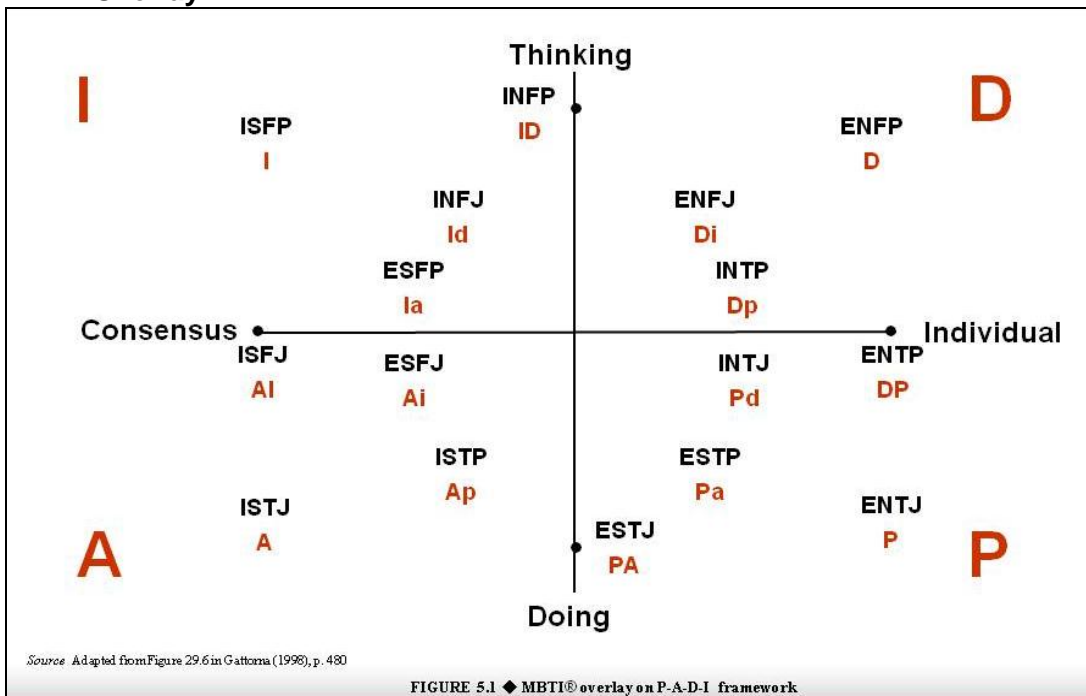 Thinking
I
D
INFP
ID
ISFP
I
ENFP
D
INFJ
Id
ENFJ
Di
ESFP
Ia
INTP
Dp
Consensus
Individual
ISFJ
AI
ESFJ
Ai
INTJ
Pd
ENTP
DP
ISTP
Ap
ESTP
Pa
ISTJ
A
ENTJ
P
ESTJ
PA
A
P
Doing
Source Adapted from Figure 29.6 in Gattorna (1998), p. 480
FIGURE 5.1 ◆ MBTI® overlay on P-A-D-I framework